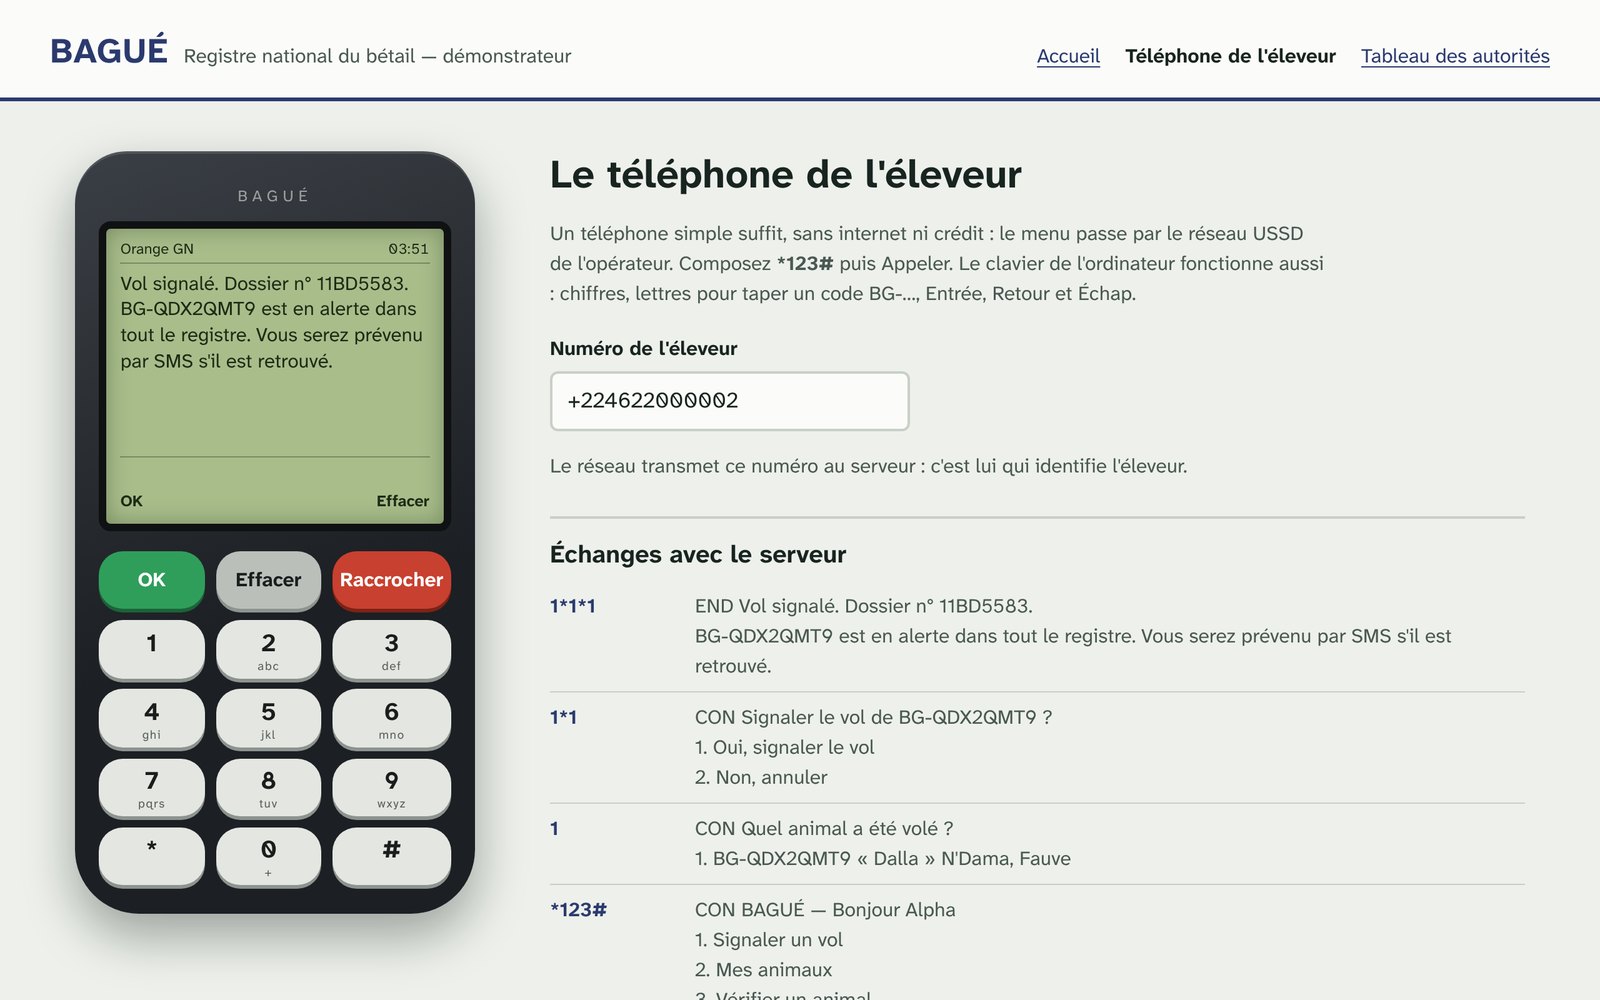 BAGUÉ Registre national du bétail — démonstrateur
Accueil Téléphone de l'éleveur Tableau des autorités
BAGUÉ
Orange GN 03:51
Vol signalé. Dossier n° 11BD5583.
BG-QDX2QMT9 est en alerte dans
tout le registre. Vous serez prévenu
par SMS s'il est retrouvé.
OK Effacer
OK Effacer Raccrocher
1 2 abc 3 def
4 ghi 5 jkl 6 mno
7 pqrs 8 tuv 9 wxyz
* 0 + #
Le téléphone de l'éleveur
Un téléphone simple suffit, sans internet ni crédit : le menu passe par le réseau USSD
de l'opérateur. Composez *123# puis Appeler. Le clavier de l'ordinateur fonctionne aussi
: chiffres, lettres pour taper un code BG-..., Entrée, Retour et Échap.
Numéro de l'éleveur
+224622000002
Le réseau transmet ce numéro au serveur : c'est lui qui identifie l'éleveur.
Échanges avec le serveur
1*1*1 END Vol signalé. Dossier n° 11BD5583.
BG-QDX2QMT9 est en alerte dans tout le registre. Vous serez prévenu par SMS s'il est
retrouvé.
1*1 CON Signaler le vol de BG-QDX2QMT9 ?
1. Oui, signaler le vol
2. Non, annuler
1 CON Quel animal a été volé ?
1. BG-QDX2QMT9 « Dalla » N'Dama, Fauve
*123# CON BAGUÉ — Bonjour Alpha
1. Signaler un vol
2. Mes animaux
3. Vérifier un animal